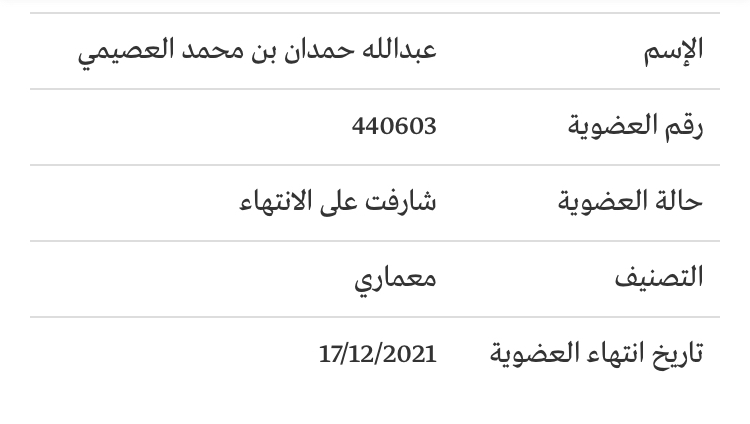 الإسم عبدالله حمدان بن محمد العصيمي
رقم العضوية 440603
حالة العضوية شارفت على الانتهاء
التصنيف معماري
تاريخ انتهاء العضوية 17/12/2021